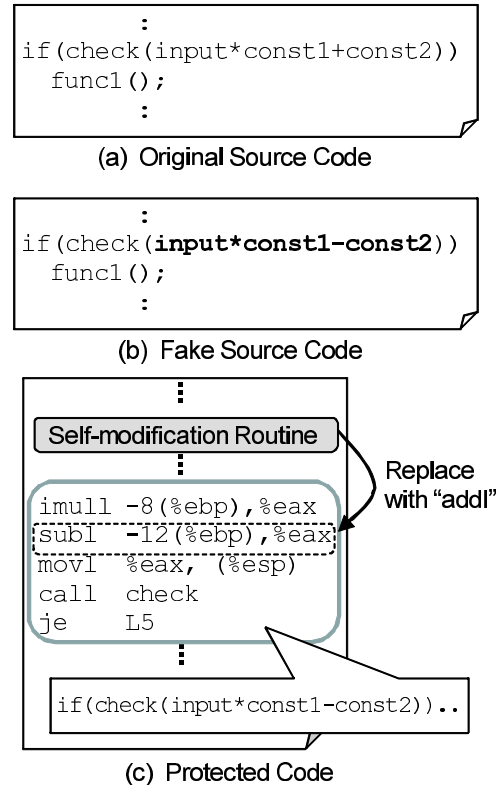 :
if(check(input*const1+const2))
func1();
:
(a) Original Source Code
:
if(check(input*const1-const2))
func1();
:
(b) Fake Source Code
Self-modification Routine
Replace
with “addl”
imull -8(%ebp),%eax
subl -12(%ebp),%eax
movl %eax, (%esp)
call check
je L5
if(check(input*const1-const2))..
(c) Protected Code